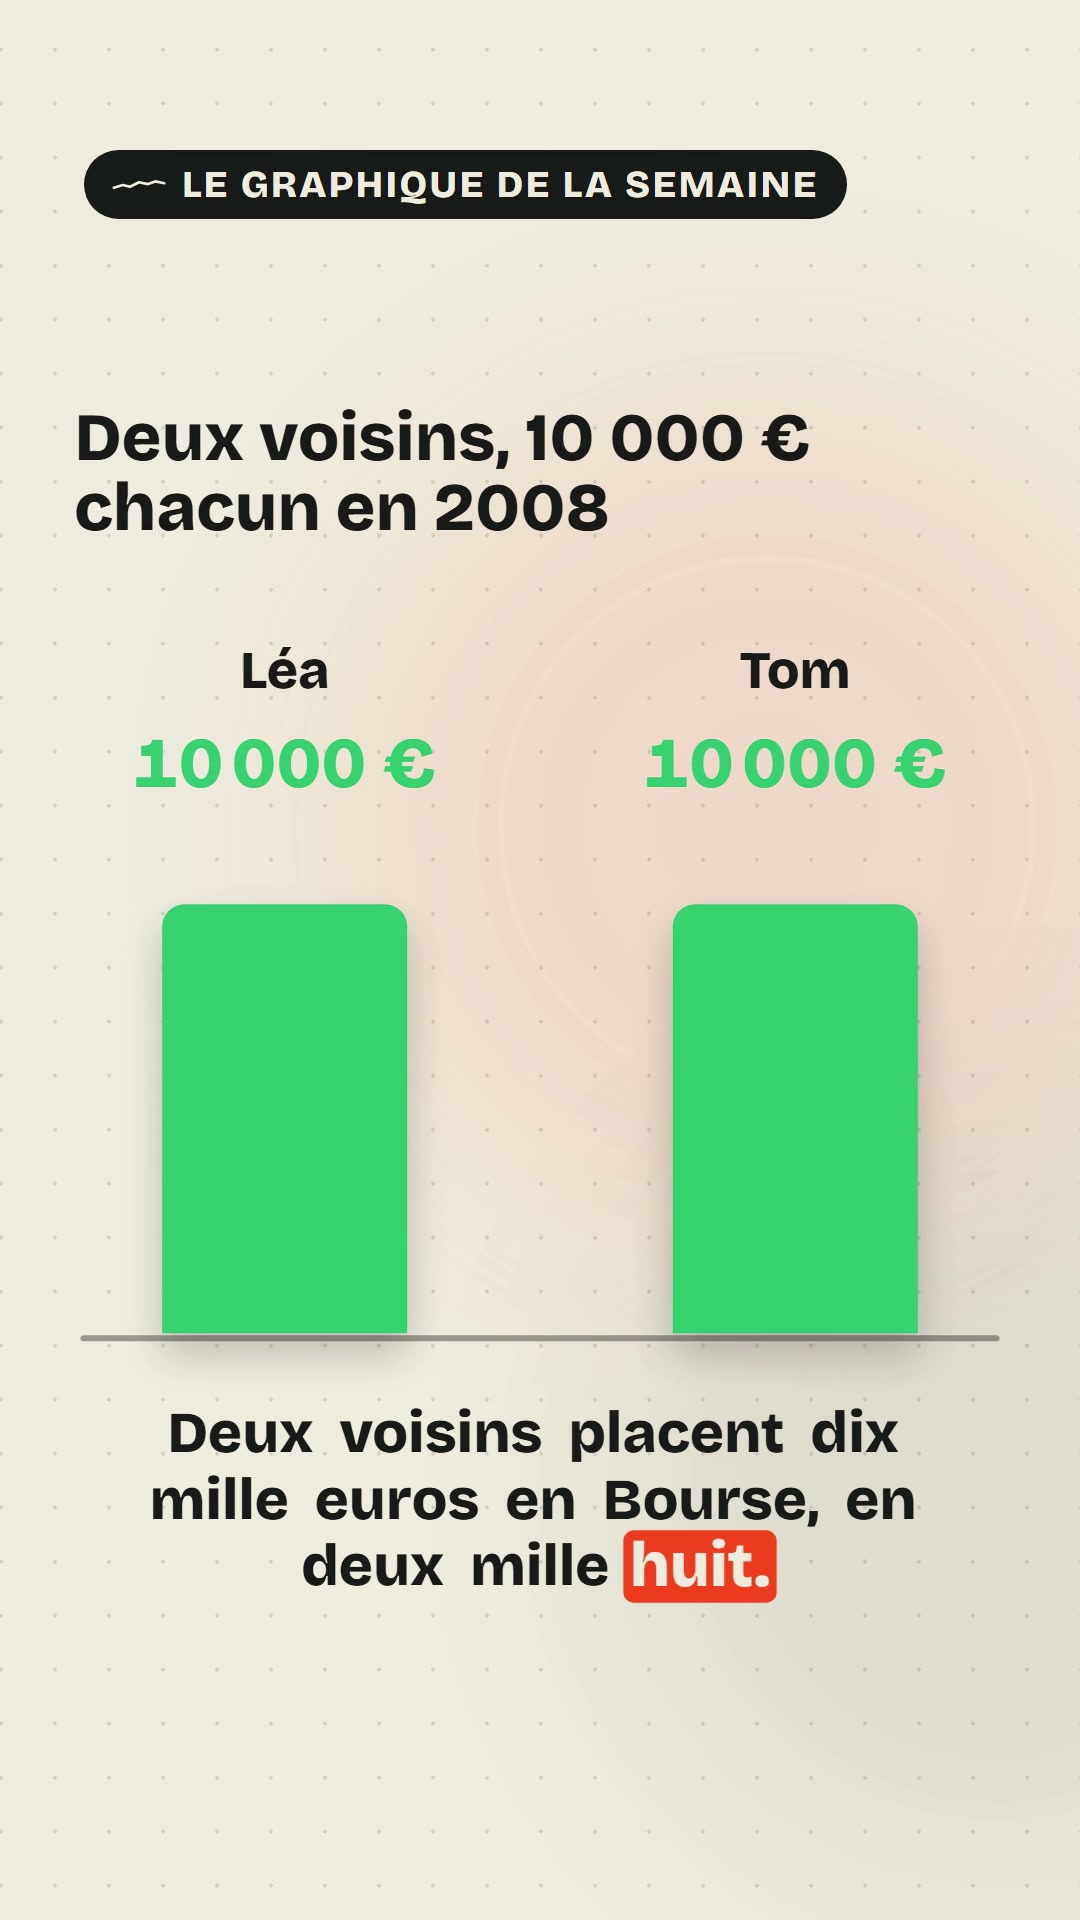 LE GRAPHIQUE DE LA SEMAINE
Deux voisins, 10 000 €
chacun en 2008
Léa
Tom
10 000 €
10 000 €
Deux voisins placent dix
mille euros en Bourse, en
deux mille huit.